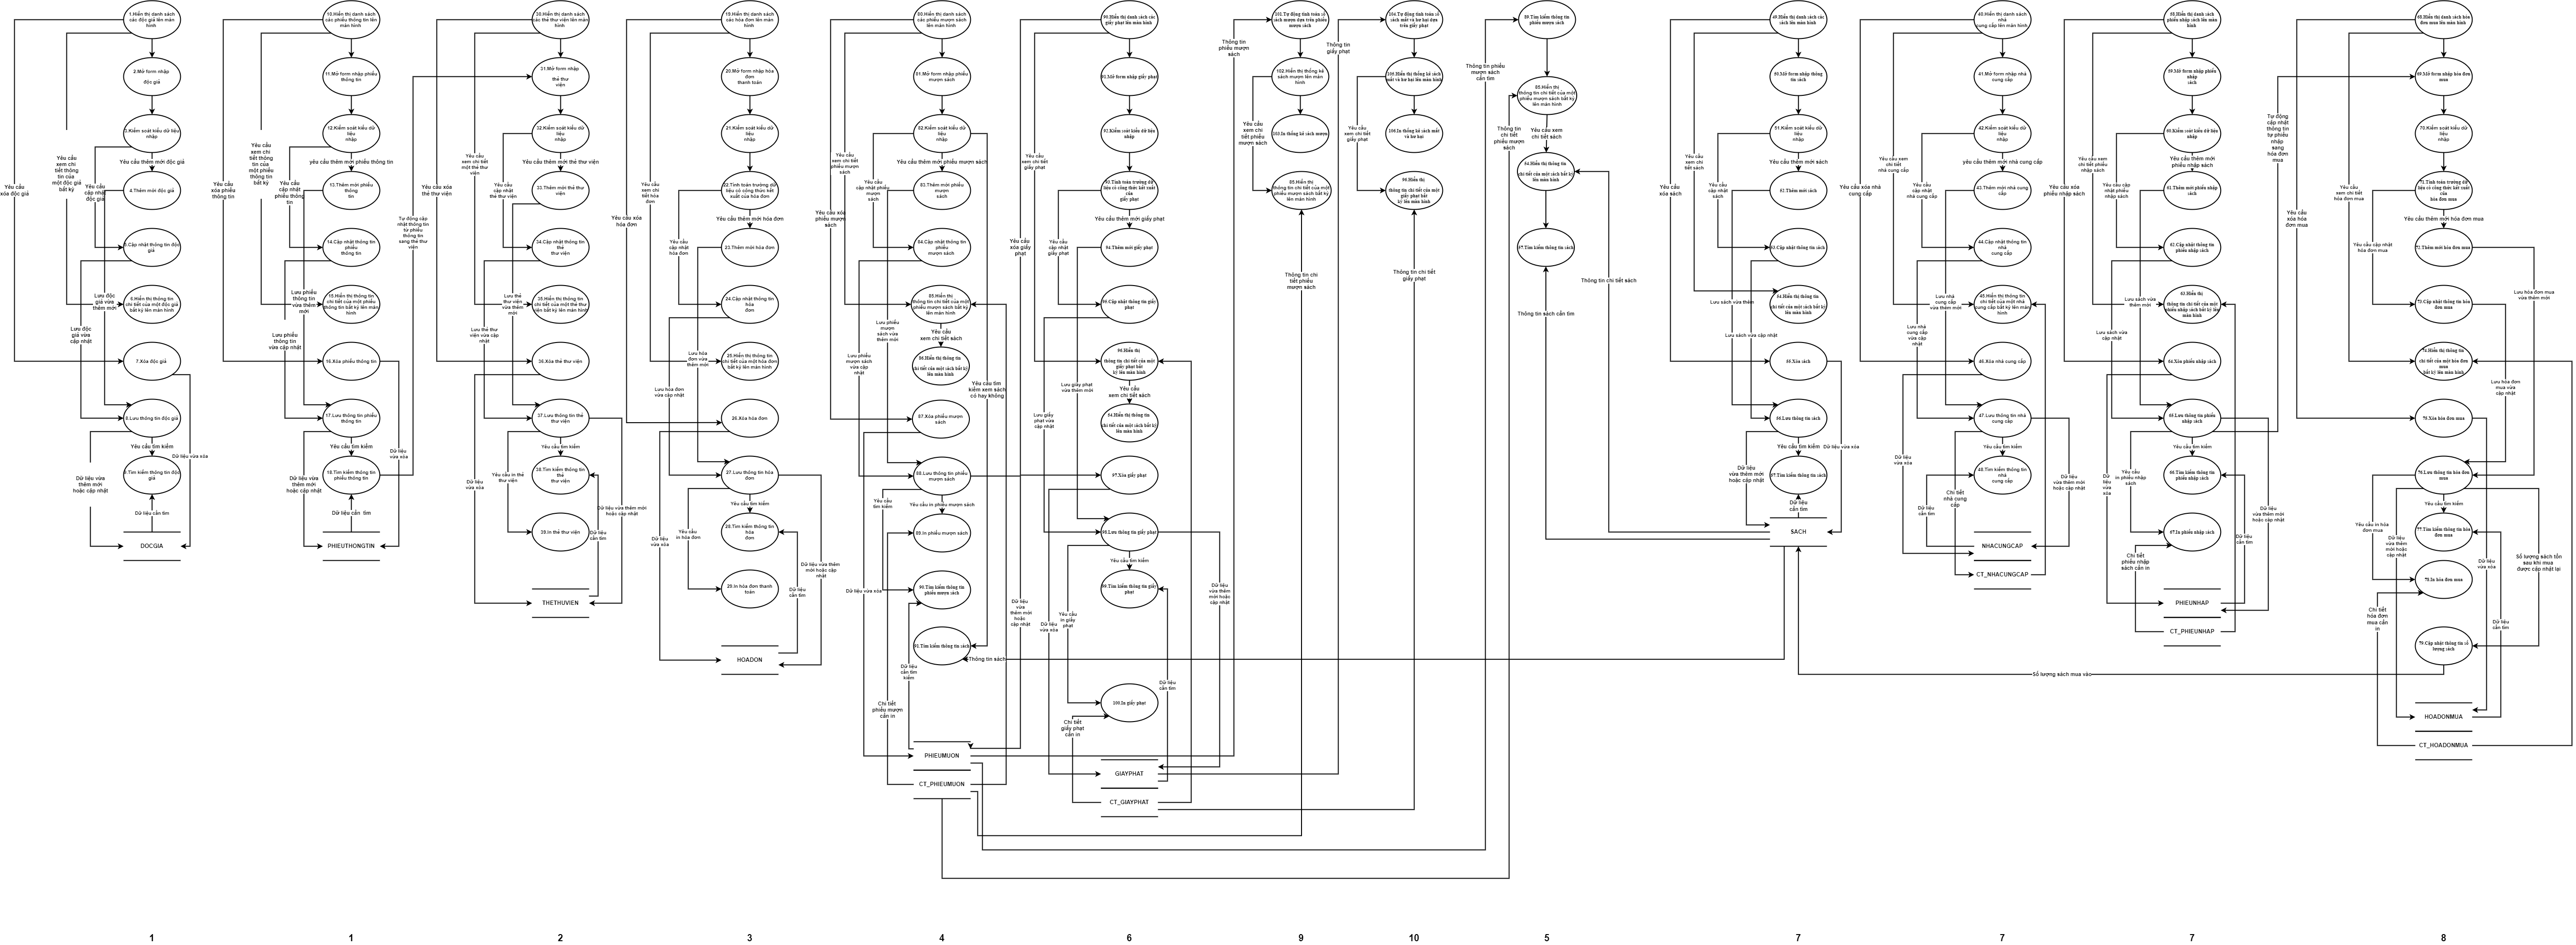 1.Hiển thị danh sách
các độc giả lên màn
hình
2.Mở form nhập
độc giả
3.Kiểm soát kiểu dữ liệu
nhập
Yêu cầu thêm mới độc giả
4.Thêm mới độc giả
Yêu cầu
xóa độc giả
Yêu cầu
xem chi
tiết thông
tin của
một độc giả
bất kỳ
Yêu cầu
cập nhật
độc giả
5.Cập nhật thông tin độc
giả
6.Hiển thị thông tin
chi tiết của một độc giả
bất kỳ lên màn hình
Lưu độc
giả vừa
thêm mới
Lưu độc
giả vừa
cập nhật
7.Xóa độc giả
8.Lưu thông tin độc giả
Yêu cầu tìm kiếm
Dữ liệu vừa xóa
9.Tìm kiếm thông tin độc
giả
Dữ liệu vừa
thêm mới
hoặc cập nhật
Dữ liệu cần tìm
DOCGIA
1
10.Hiển thị danh sách
các phiếu thông tin lên
màn hình
11.Mở form nhập phiếu
thông tin
12.Kiểm soát kiểu dữ
liệu
nhập
yêu cầu thêm mới phiếu thông tin
13.Thêm mới phiếu
thông
tin
Yêu cầu
xóa phiếu
thông tin
Yêu cầu
xem chi
tiết thông
tin của
một phiếu
thông tin
bất kỳ
Yêu cầu
cập nhật
phiếu thông
tin
14.Cập nhật thông tin
phiếu
thông tin
15.Hiển thị thông tin
chi tiết của một phiếu
thông tin bất kỳ lên màn
hình
Lưu phiếu
thông tin
vừa thêm
mới
Lưu phiếu
thông tin
vừa cập nhật
16.Xóa phiếu thông tin
17.Lưu thông tin phiếu
thông tin
Yêu cầu tìm kiếm
Dữ liệu
vừa xóa
18.Tìm kiếm thông tin
phiếu thông tin
Dữ liệu vừa
thêm mới
hoặc cập nhật
Dữ liệu cần tìm
PHIEUTHONGTIN
1
Tự động cập
nhật thông tin
từ phiếu
thông tin
sang thẻ thư
viện
30.Hiển thị danh sách
các thẻ thư viện lên màn
hình
31.Mở form nhập
thẻ thư
viện
32.Kiểm soát kiểu dữ
liệu
nhập
Yêu cầu thêm mới thẻ thư viện
33.Thêm mới thẻ thư
viện
Yêu cầu xóa
thẻ thư viện
Yêu cầu
xem chi tiết
một thẻ thư
viện
Yêu cầu
cập nhật
thẻ thư viện
34.Cập nhật thông tin
thẻ
thư viện
35.Hiển thị thông tin
chi tiết của một thẻ thư
viện bất kỳ lên màn hình
Lưu thẻ
thư viện
vừa thêm
mới
Lưu thẻ thư
viện vừa cập
nhật
36.Xóa thẻ thư viện
37.Lưu thông tin thẻ
thư viện
Yêu cầu tìm kiếm
38.Tìm kiếm thông tin
thẻ
thư viện
Yêu cầu in thẻ
thư viện
Dữ liệu
vừa xóa
Dữ liệu vừa thêm mới
hoặc cập nhật
39.In thẻ thư viện
Dữ liệu
cần tìm
THETHUVIEN
2
19.Hiển thị danh sách
các hóa đơn lên màn
hình
20.Mở form nhập hóa
đơn
thanh toán
21.Kiểm soát kiểu dữ
liệu
nhập
22.Tính toán trường dữ
liệu có công thức kết
suất của hóa đơn
Yêu cầu thêm mới hóa đơn
Yêu cầu xóa
hóa đơn
Yêu cầu
xem chi
tiết hóa
đơn
Yêu cầu
cập nhật
hóa đơn
23.Thêm mới hóa đơn
24.Cập nhật thông tin
hóa
đơn
25.Hiển thị thông tin
chi tiết của một hóa đơn
bất kỳ lên màn hình
Lưu hóa
đơn vừa
thêm mới
Lưu hóa đơn
vừa cập nhật
26.Xóa hóa đơn
27.Lưu thông tin hóa
đơn
Yêu cầu tìm kiếm
28.Tìm kiếm thông tin
hóa
đơn
Yêu cầu
in hóa đơn
Dữ liệu
vừa xóa
Dữ liệu vừa thêm
mới hoặc cập
nhật
29.In hóa đơn thanh
toán
Dữ liệu
cần tìm
HOADON
3
80.Hiển thị danh sách
các phiếu mượn sách
lên màn hình
81.Mở form nhập phiếu
mượn sách
82.Kiểm soát kiểu dữ
liệu
nhập
Yêu cầu thêm mới phiếu mượn sách
83.Thêm mới phiếu
mượn
sách
Yêu cầu xóa
phiếu mượn
sách
Yêu cầu
xem chi tiết
phiếu mượn
sách
Yêu cầu
cập nhật phiếu
mượn
sách
84.Cập nhật thông tin
phiếu
mượn sách
85.Hiển thị
thông tin chi tiết của một
phiếu mượn sách bất kỳ
lên màn hình
Yêu cầu
xem chi tiết sách
86.Hiển thị thông tin
chi tiết của một sách bất kỳ
lên màn hình
Yêu cầu tìm
kiếm xem sách
có hay không
Lưu phiếu
mượn
sách vừa
thêm mới
Lưu phiếu
mượn sách
vừa cập
nhật
87.Xóa phiếu mượn
sách
88.Lưu thông tin phiếu
mượn sách
Yêu cầu in phiếu mượn sách
Yêu cầu
tìm kiếm
89.In phiếu mượn sách
90.Tìm kiếm thông tin
phiếu mượn sách
Dữ liệu vừa xóa
91.Tìm kiếm thông tin sách
Thông tin sách
Dữ liệu
cần tìm
kiếm
Chi tiết
phiếu mượn
cần in
PHIEUMUON
CT_PHIEUMUON
4
90.Hiển thị danh sách các
giấy phạt lên màn hình
91.Mở form nhập giấy phạt
92.Kiểm soát kiểu dữ liệu
nhập
93.Tính toán trường dữ
liệu có công thức kết suất của
giấy phạt
Yêu cầu thêm mới giấy phạt
94.Thêm mới giấy phạt
Yêu cầu
xóa giấy
phạt
Yêu cầu
xem chi tiết
giấy phạt
Yêu cầu
cập nhật
giấy phạt
95.Cập nhật thông tin giấy
phạt
96.Hiển thị
thông tin chi tiết của một
giấy phạt bất
kỳ lên màn hình
Yêu cầu
xem chi tiết sách
54.Hiển thị thông tin
chi tiết của một sách bất kỳ
lên màn hình
Lưu giấy phạt
vừa thêm mới
Lưu giấy
phạt vừa
cập nhật
97.Xóa giấy phạt
98.Lưu thông tin giấy phạt
Yêu cầu tìm kiếm
99.Tìm kiếm thông tin giấy
phạt
Dữ liệu
vừa
thêm mới
hoặc
cập nhật
Dữ liệu
vừa xóa
Yêu cầu
in giấy
phạt
Dữ liệu
vừa thêm
mới hoặc
cập nhật
Dữ liệu
cần tìm
100.In giấy phạt
Chi tiết
giấy phạt
cần in
GIAYPHAT
CT_GIAYPHAT
6
Thông tin
phiếu mượn
sách
101.Tự động tính toán số
sách mượn dựa trên phiếu
mượn sách
102.Hiển thị thống kê
sách mượn lên màn
hình
103.In thống kê sách mượn
Yêu cầu
xem chi
tiết phiếu
mượn sách
85.Hiển thị
thông tin chi tiết của một
phiếu mượn sách bất kỳ
lên màn hình
Thông tin chi
tiết phiếu
mượn sách
9
Thông tin
giấy phạt
104.Tự động tính toán số
sách mất và hư hại dựa
trên giấy phạt
105.Hiển thị thống kê sách
mất và hư hại lên màn hình
106.In thống kê sách mất
và hư hại
Yêu cầu
xem chi tiết
giấy phạt
96.Hiển thị
thông tin chi tiết của một
giấy phạt bất
kỳ lên màn hình
Thông tin chi tiết
giấy phạt
10
Thông tin phiếu
mượn sách
cần tìm
89.Tìm kiếm thông tin
phiếu mượn sách
85.Hiển thị
thông tin chi tiết của một
phiếu mượn sách bất kỳ
lên màn hình
Thông tin
chi tiết
phiếu mượn
sách
Yêu cầu xem
chi tiết sách
54.Hiển thị thông tin
chi tiết của một sách bất kỳ
lên màn hình
57.Tìm kiếm thông tin sách
Thông tin chi tiết sách
Thông tin sách cần tìm
5
49.Hiển thị danh sách các
sách lên màn hình
50.Mở form nhập thông
tin sách
51.Kiểm soát kiểu dữ
liệu
nhập
Yêu cầu thêm mới sách
52.Thêm mới sách
Yêu cầu
xóa sách
Yêu cầu
xem chi
tiết sách
Yêu cầu
cập nhật
sách
53.Cập nhật thông tin sách
54.Hiển thị thông tin
chi tiết của một sách bất kỳ
lên màn hình
Lưu sách vừa thêm
Lưu sách vừa cập nhật
55.Xóa sách
56.Lưu thông tin sách
Yêu cầu tìm kiếm
Dữ liệu vừa xóa
57.Tìm kiếm thông tin sách
Dữ liệu
vừa thêm mới
hoặc cập nhật
Dữ liệu
cần tìm
SACH
7
40.Hiển thị danh sách
nhà
cung cấp lên màn hình
41.Mở form nhập nhà
cung cấp
42.Kiểm soát kiểu dữ
liệu
nhập
yêu cầu thêm mới nhà cung cấp
43.Thêm mới nhà cung
cấp
Yêu cầu xóa nhà
cung cấp
Yêu cầu xem
chi tiết
nhà cung cấp
Yêu cầu
cập nhật
nhà cung cấp
44.Cập nhật thông tin
nhà
cung cấp
45.Hiển thị thông tin
chi tiết của một nhà
cung cấp bất kỳ lên màn
hình
Lưu nhà
cung cấp
vừa thêm mới
Lưu nhà
cung cấp
vừa cập
nhật
46.Xóa nhà cung cấp
47.Lưu thông tin nhà
cung cấp
Yêu cầu tìm kiếm
48.Tìm kiếm thông tin
nhà
cung cấp
Dữ liệu
vừa xóa
Chi tiết
nhà cung
cấp
Dữ liệu
cần tìm
Dữ liệu
vừa thêm mới
hoặc cập nhật
NHACUNGCAP
CT_NHACUNGCAP
7
58.Hiển thị danh sách
phiếu nhập sách lên màn
hình
59.Mở form nhập phiếu
nhập
sách
60.Kiểm soát kiểu dữ liệu
nhập
Yêu cầu thêm mới
phiếu nhập sách
61.Thêm mới phiếu nhập
sách
Yêu cầu xóa
phiếu nhập sách
Yêu cầu xem
chi tiết phiếu
nhập sách
Yêu cầu
cập nhật phiếu
nhập sách
62.Cập nhật thông tin
phiếu nhập sách
63.Hiển thị
thông tin chi tiết của một
phiếu nhập sách bất kỳ lên
màn hình
Lưu sách vừa
thêm mới
Lưu sách vừa
cập nhật
64.Xóa phiếu nhập sách
65.Lưu thông tin phiếu
nhập sách
Yêu cầu tìm kiếm
66.Tìm kiếm thông tin
phiếu nhập sách
Yêu cầu
in phiếu nhập
sách
Dữ
liệu
vừa
xóa
Dữ liệu
vừa thêm mới
hoặc cập nhật
67.In phiếu nhập sách
Dữ liệu
cần tìm
Chi tiết
phiếu nhập
sách cần in
PHIEUNHAP
CT_PHIEUNHAP
7
Tự động
cập nhật
thông tin
từ phiếu
nhập
sang
hóa đơn
mua
68.Hiển thị danh sách hóa
đơn mua lên màn hình
69.Mở form nhập hóa đơn
mua
70.Kiểm soát kiểu dữ
liệu
nhập
71.Tính toán trường dữ
liệu có công thức kết suất
của
hóa đơn mua
Yêu cầu thêm mới hóa đơn mua
72.Thêm mới hóa đơn mua
Yêu cầu
xóa hóa
đơn mua
Yêu cầu
xem chi tiết
hóa đơn mua
Yêu cầu cập nhật
hóa đơn mua
Lưu hóa đơn mua
vừa thêm mới
73.Cập nhật thông tin hóa
đơn mua
74.Hiển thị thông tin
chi tiết của một hóa đơn
mua
bất kỳ lên màn hình
Lưu hóa đơn
mua vừa
cập nhật
75.Xóa hóa đơn mua
76.Lưu thông tin hóa đơn
mua
Yêu cầu tìm kiếm
77.Tìm kiếm thông tin hóa
đơn mua
Yêu cầu in hóa
đơn mua
Dữ liệu
vừa thêm
mới hoặc
cập nhật
Dữ liệu
vừa xóa
Số lượng sách tồn
sau khi mua
được cập nhật lại
78.In hóa đơn mua
Chi tiết
hóa đơn
mua cần
in
Dữ liệu
cần tìm
79.Cập nhật thông tin số
lượng sách
Số lượng sách mua vào
HOADONMUA
CT_HOADONMUA
8